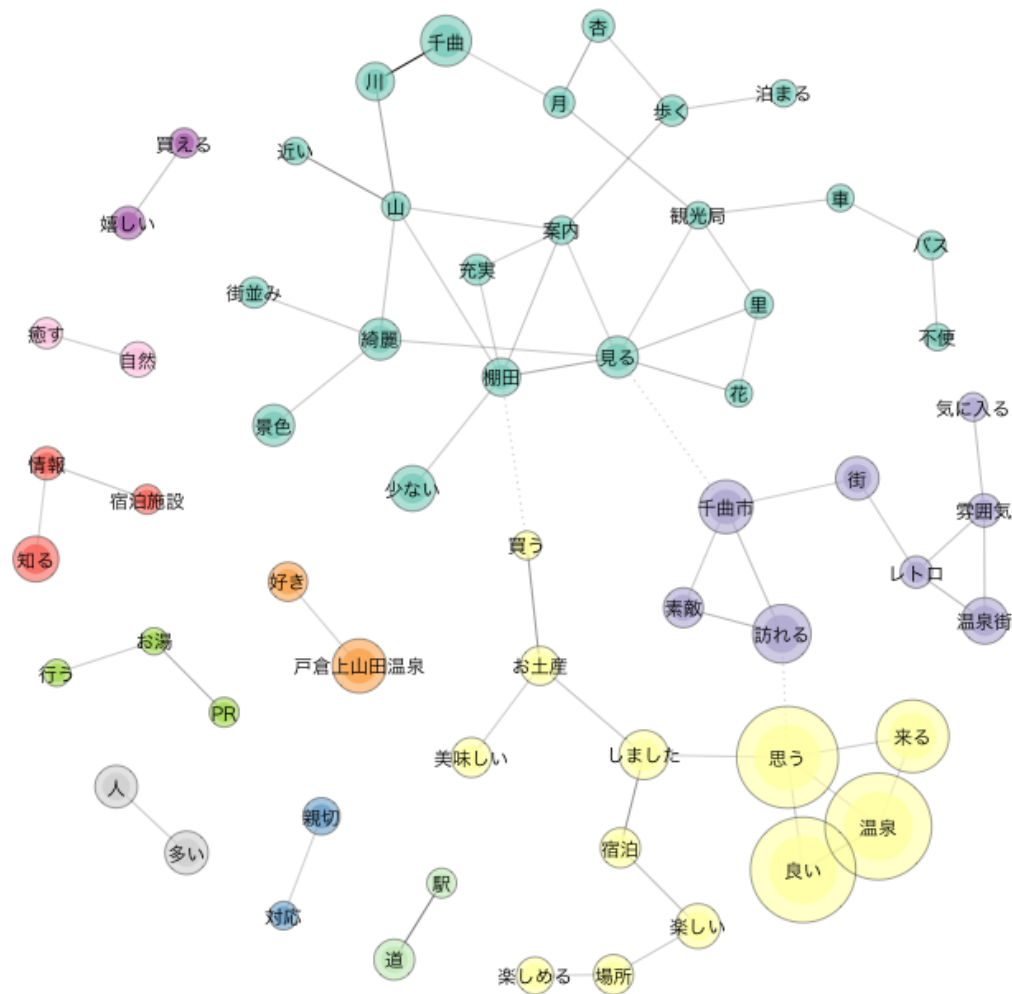 杏
千曲
川
月
歩く
泊まる
買える
近い
嬉しい
山
案内
観光局
車
バス
充実
街並み
里
癒す
自然
綺麗
棚田
見る
不便
花
景色
気に入る
情報
宿泊施設
少ない
千曲市
街
雰囲気
知る
買う
レトロ
好き
素敵
訪れる
温泉街
お湯
行う
戸倉上山田温泉
お土産
PR
美味しい
しました
思う
来る
人
親切
多い
宿泊
温泉
良い
駅
対応
楽しい
道
楽しめる
場所